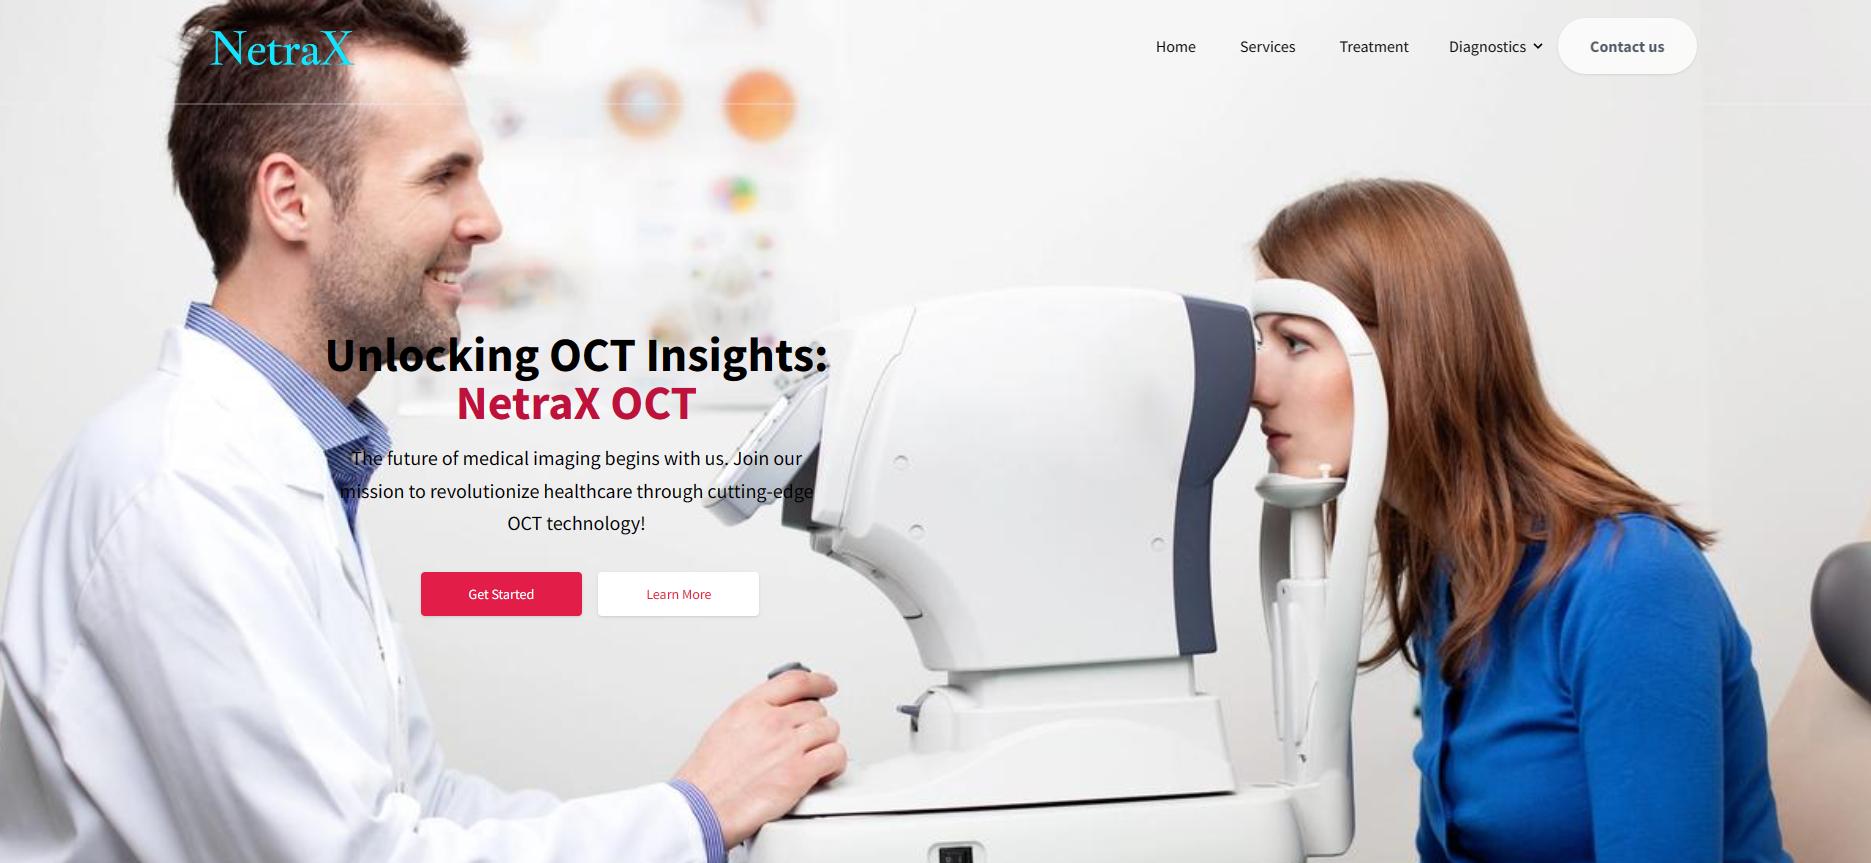 NetraX
Home
Services
Treatment
Diagnostics
Contact us
Unlocking OCT Insights:
NetraX OCT
The future of medical imaging begins with us. Join our
mission to revolutionize healthcare through cutting-edge
OCT technology!
Get Started
Learn More